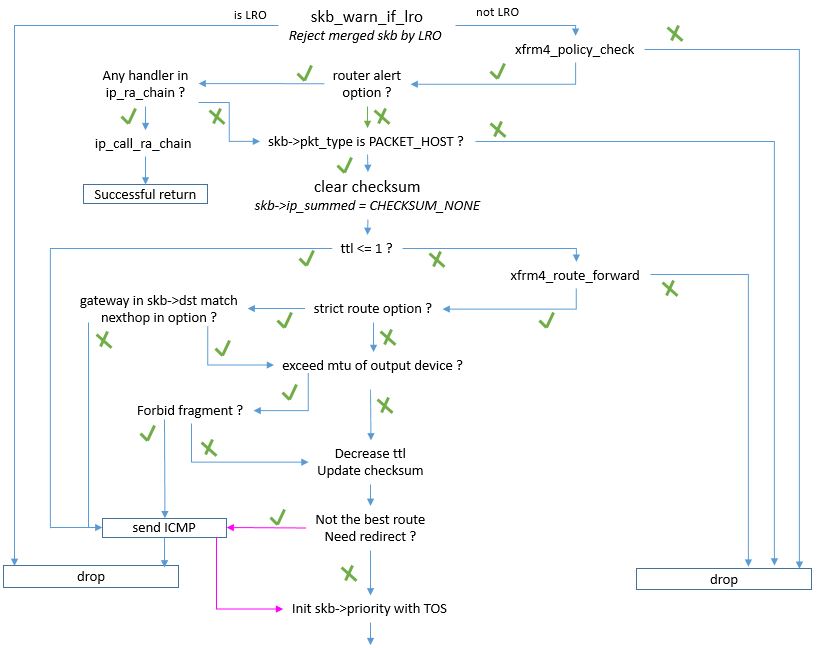 is LRO
skb_warn_if_lro
not LRO
Reject merged skb by LRO
xfrm4_policy_check
Any handler in
ip_ra_chain ?
router alert
option ?
ip_call_ra_chain
skb->pkt_type is PACKET_HOST ?
Successful return
clear checksum
skb->ip_summed = CHECKSUM_NONE
ttl <= 1 ?
xfrm4_route_forward
gateway in skb->dst match
nexthop in option ?
strict route option ?
exceed mtu of output device ?
Forbid fragment ?
Decrease ttl
Update checksum
send ICMP
Not the best route
Need redirect ?
drop
drop
Init skb->priority with TOS